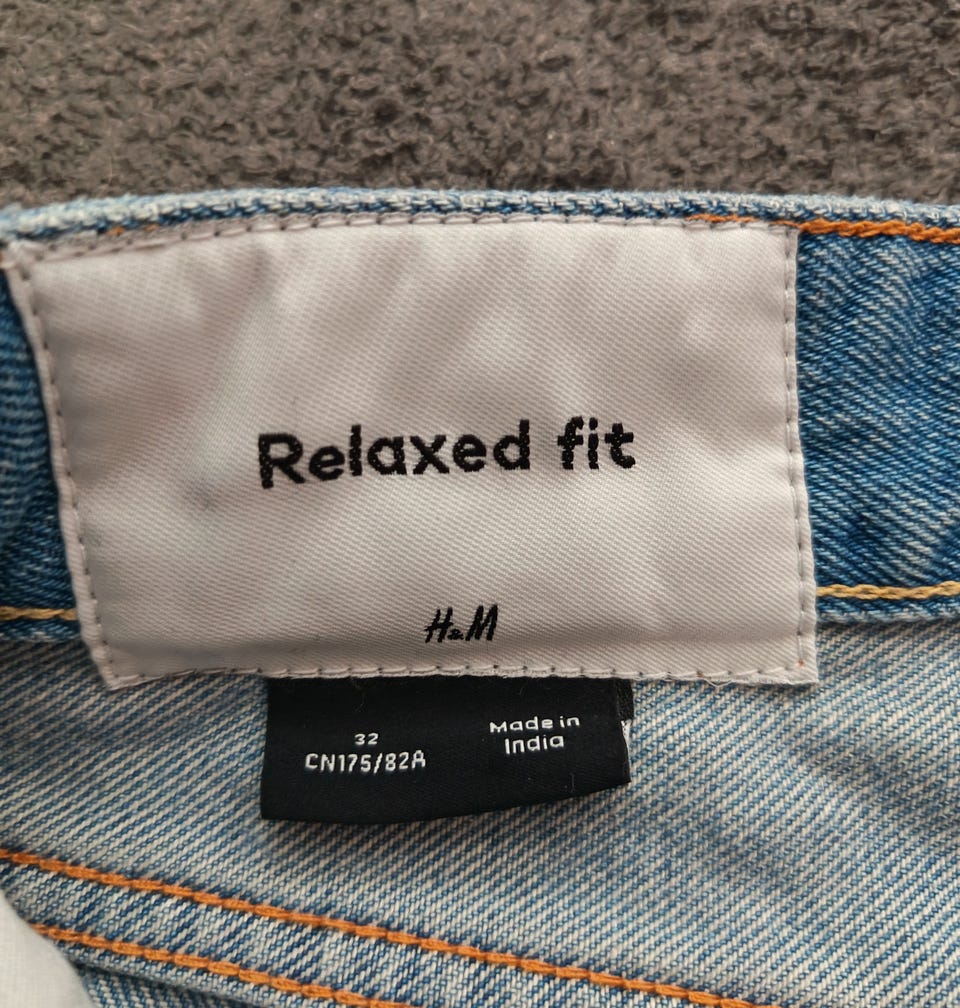 Relaxed fit
H&M
32
CN175/82A
Made in
India